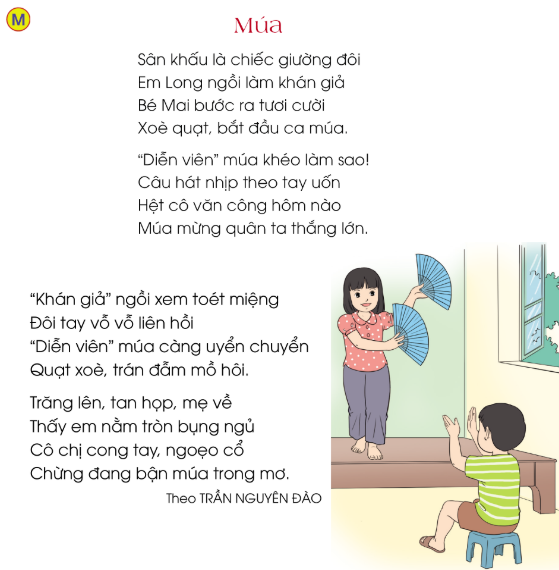 M
Múa
Sân khấu là chiếc giường đôi
Em Long ngồi làm khán giả
Bé Mai bước ra tươi cười
Xoè quạt, bắt đầu ca múa.
“Diễn viên” múa khéo làm sao!
Câu hát nhịp theo tay uốn
Hệt cô văn công hôm nào
Múa mừng quân ta thắng lớn.
“Khán giả” ngồi xem toét miệng
Đôi tay vỗ vỗ liên hồi
“Diễn viên” múa càng uyển chuyển
Quạt xoè, trán đẫm mồ hôi.
Trăng lên, tan họp, mẹ về
Thấy em nằm tròn bụng ngủ
Cô chị cong tay, ngoẹo cổ
Chừng đang bận múa trong mơ.
Theo TRẦN NGUYÊN ĐÀO